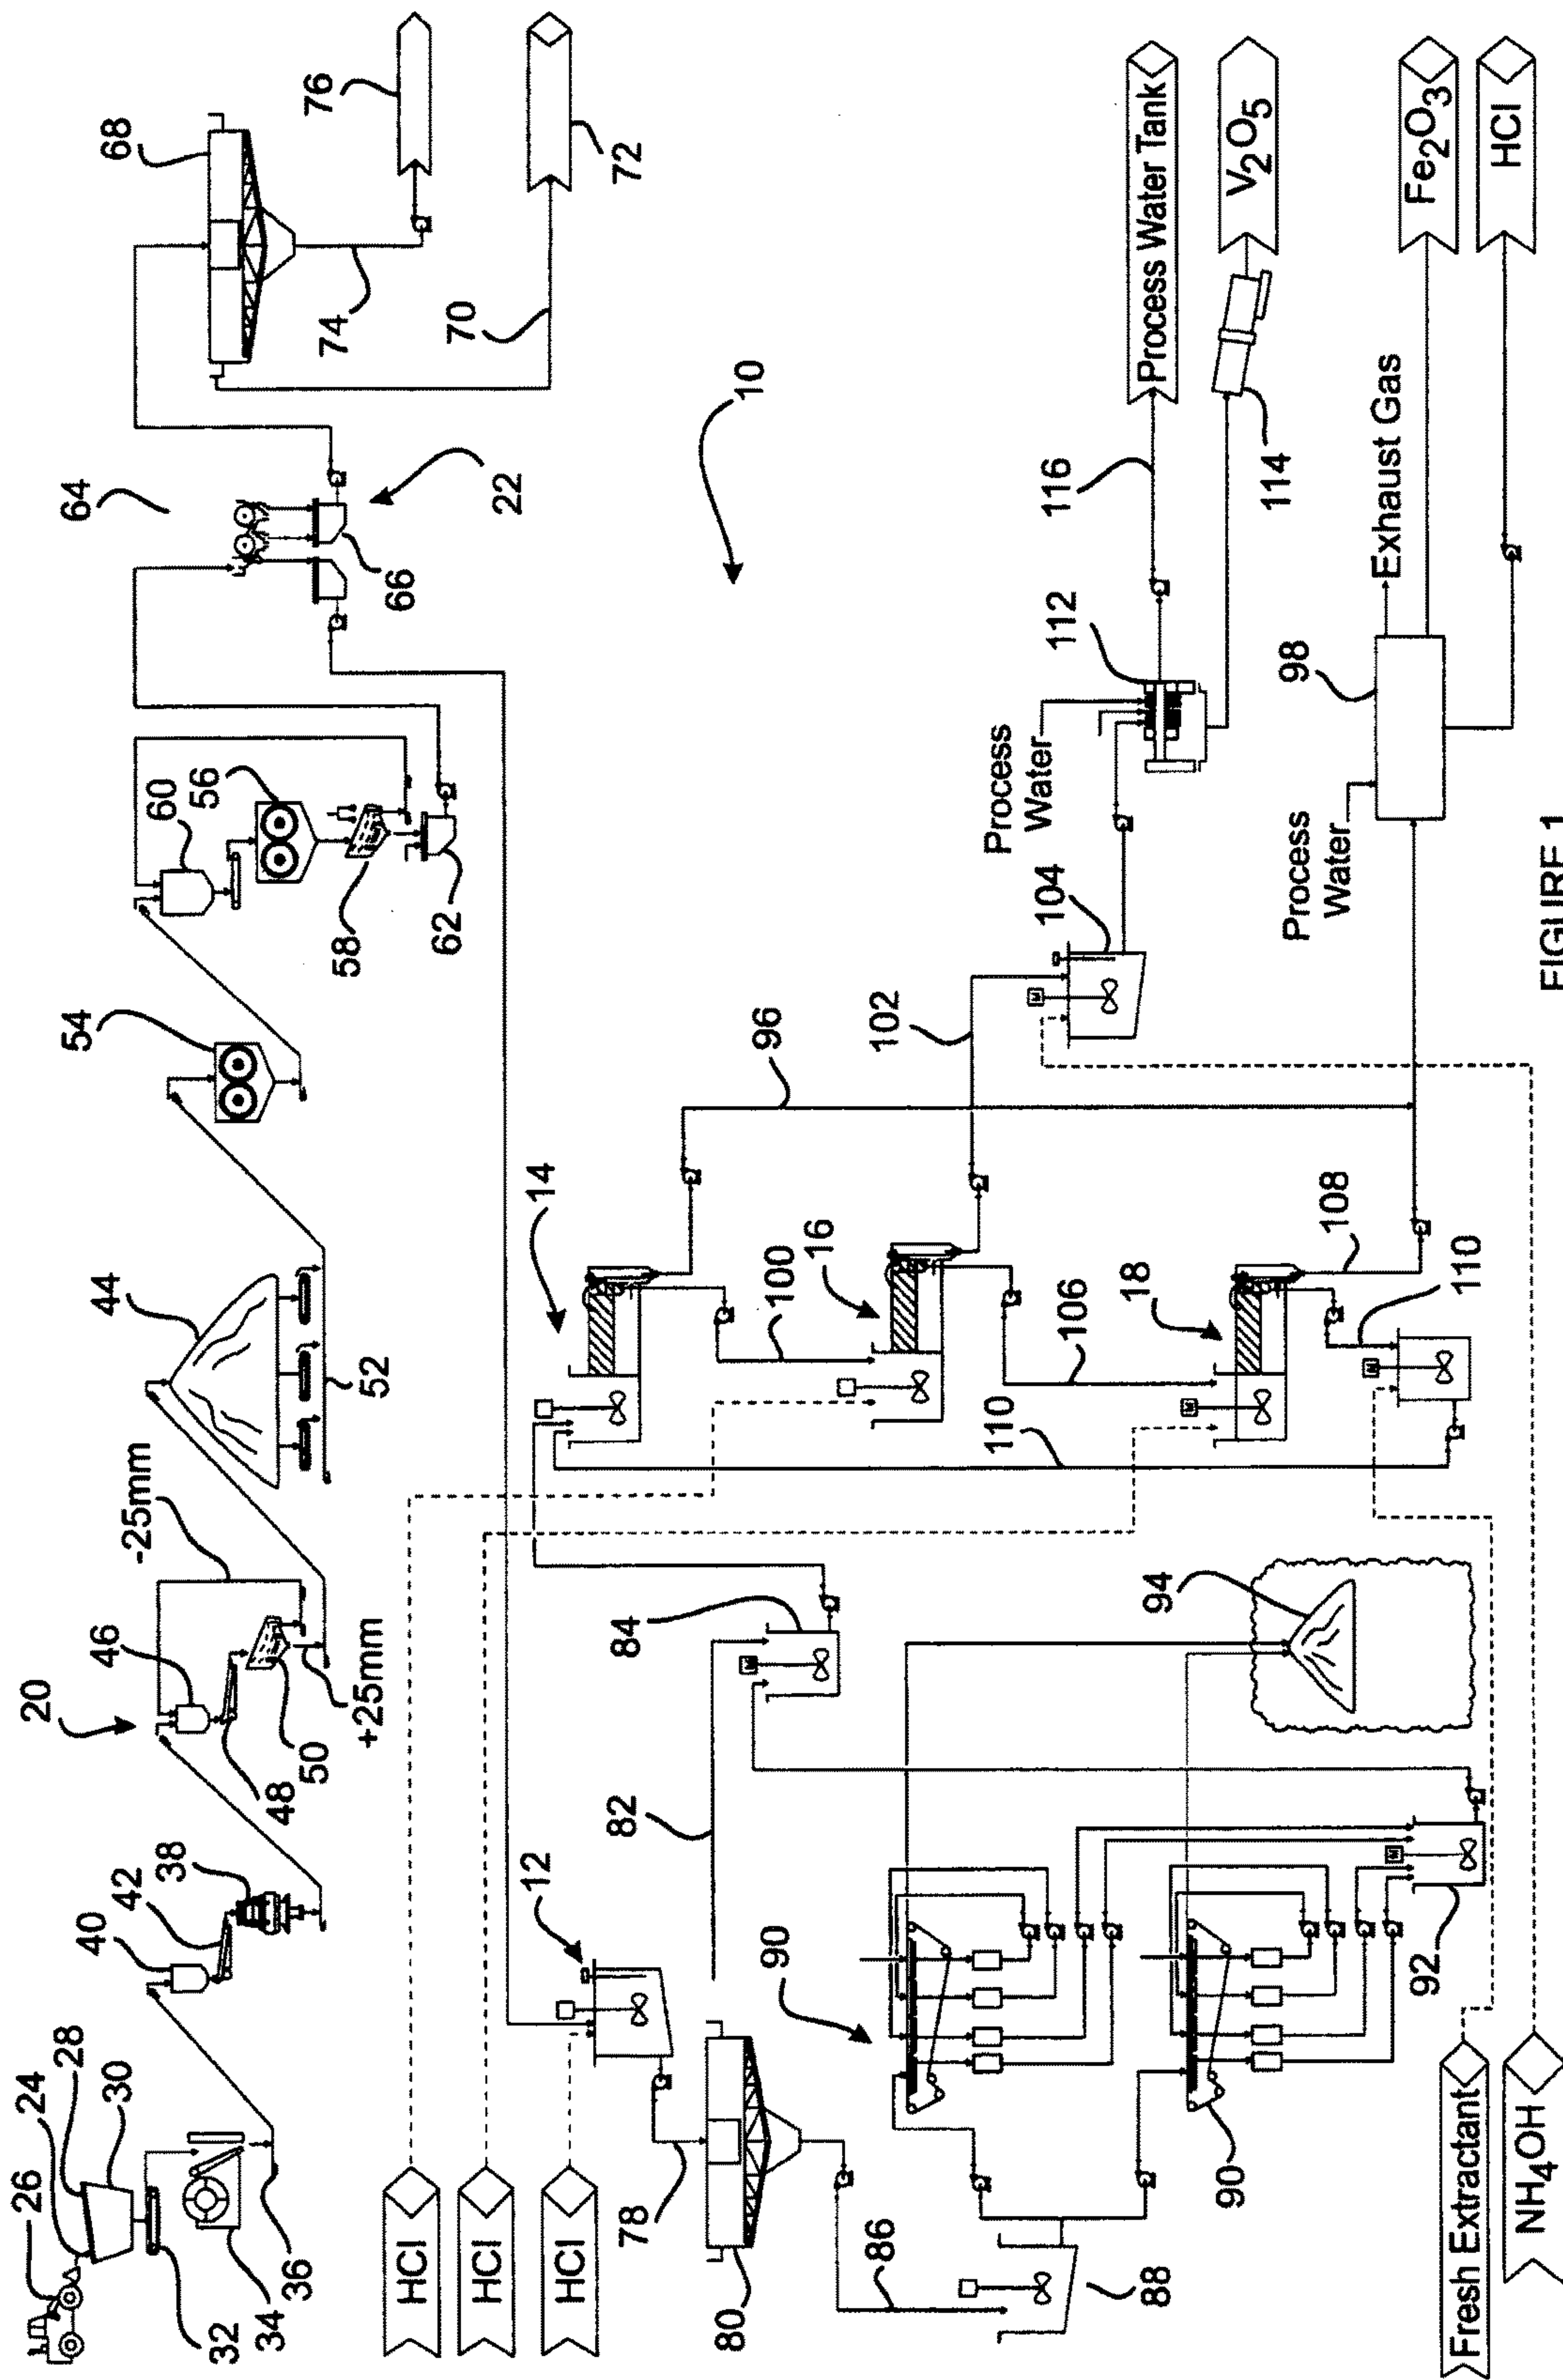 26
24
28
30
32
34
36
40
42
38
20
46
48
50
+25mm
-25mm
44
52
54
60
56
58
62
64
66
22
68
74
76
70
72
10
HCl
HCl
HCl
12
78
80
82
84
86
88
90
90
92
94
14
100
16
106
18
110
108
110
96
102
104
Process
Water
112
116
Process Water Tank
114
V2O5
Process
Water
98
Exhaust Gas
Fe2O3
HCl
Fresh Extractant
NH4OH
M
M
M
M
M
FIGURE 1